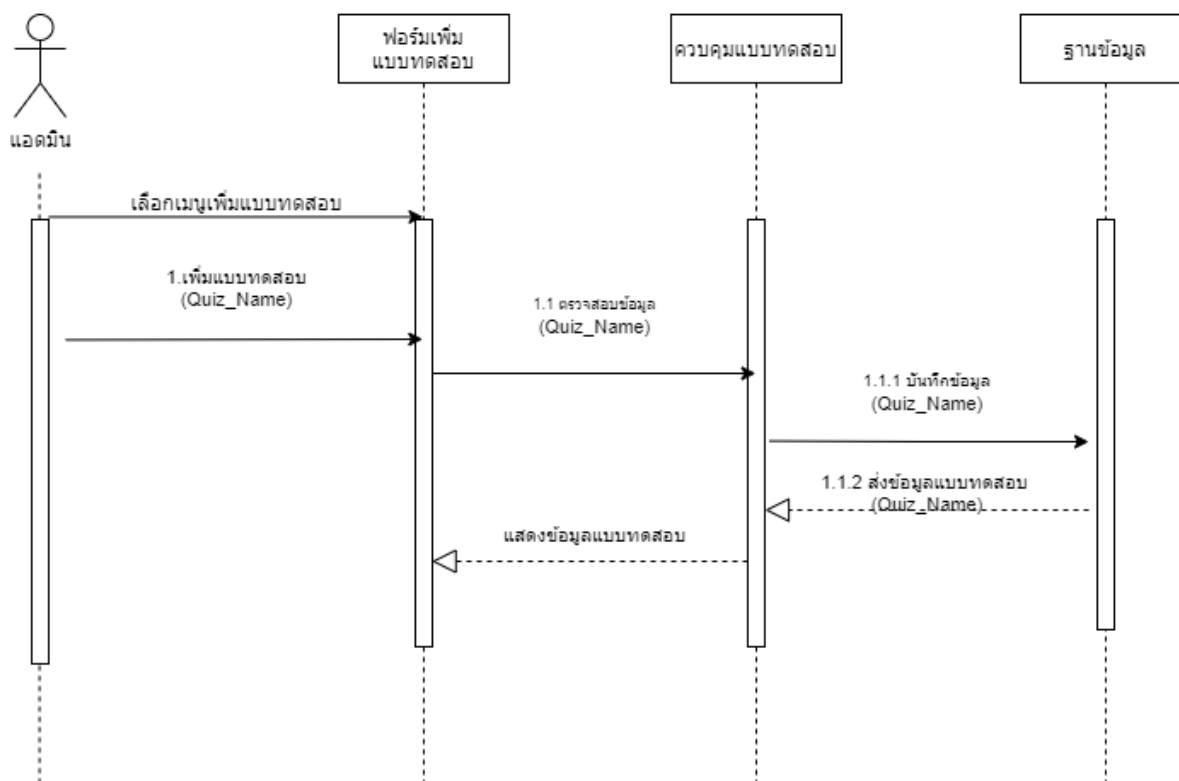 ฟอร์มเพิ่ม
แบบทดสอบ
ควบคุมแบบทดสอบ
ฐานข้อมูล
แอดมิน
เลือกเมนูเพิ่มแบบทดสอบ
1.เพิ่มแบบทดสอบ
(Quiz_Name)
1.1 ตรวจสอบข้อมูล
(Quiz_Name)
1.1.1 บันทึกข้อมูล
(Quiz_Name)
1.1.2 ส่งข้อมูลแบบทดสอบ
(Quiz_Name)
แสดงข้อมูลแบบทดสอบ